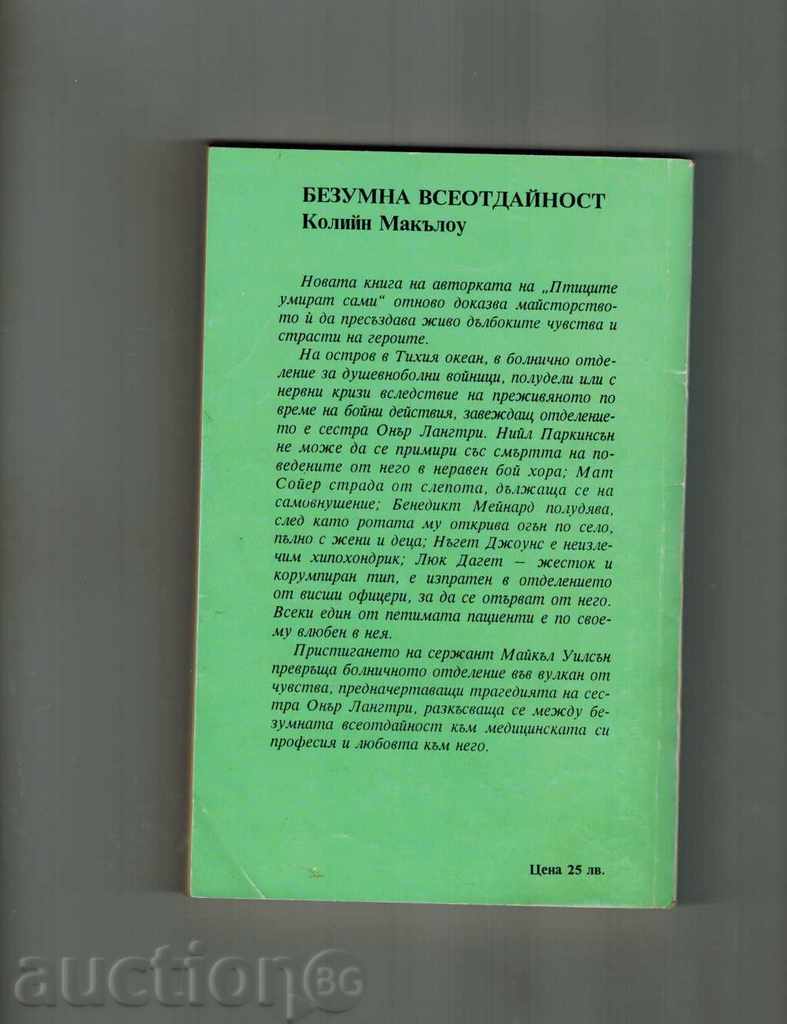 БЕЗУМНА ВСЕОТДАЙНОСТ
Колийн Макълоу
Новата книга на авторката на „Птиците
умират сами“ отново доказва майсторство-
то ѝ да пресъздава живо дълбоките чувства и
страсти на героите.
На остров в Тихия океан, в болнично отде-
ление за душевноболни войници, полудели или с
нервни кризи вследствие на преживяното по
време на бойни действия, завеждащ отделение-
то е сестра Онър Лангтри. Нийл Паркинсън
не може да се примири със смъртта на по-
ведените от него в неравен бой хора; Мат
Сойер страда от слепота, дължаща се на
самовнушение; Бенедикт Мейнард полудява,
след като ротата му открива огън по село,
пълно с жени и деца; Нъгет Джоунс е неизле-
чим хипохондрик; Люк Дагет — жесток и
корумпиран тип, е изпратен в отделението
от висши офицери, за да се отърват от него.
Всеки един от петимата пациенти е по свое-
му влюбен в нея.
Пристигането на сержант Майкъл Уилсън
превръща болничното отделение във вулкан от
чувства, предначертаващи трагедията на сес-
тра Онър Лангтри, разкъсваща се между бе-
зумната всеотдайност към медицинската си
професия и любовта към него.
Цена 25 лв.
auctionBG